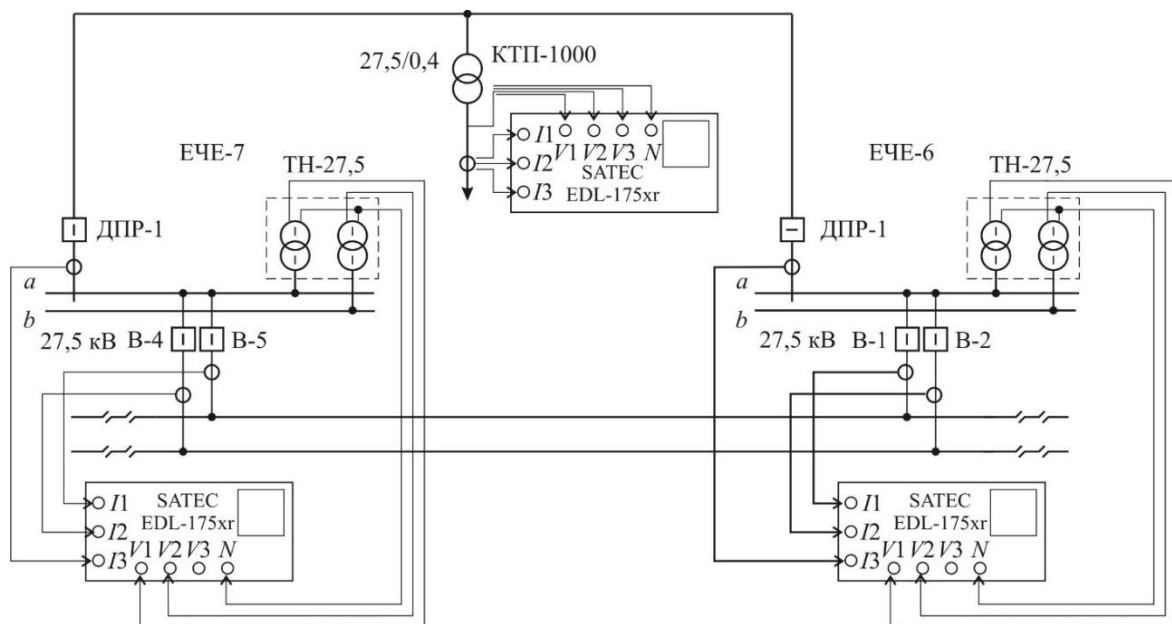 27,5/0,4
КТП-1000
I1
I2
I3
V1 V2 V3 N
SATEC
EDL-175xr
ЕЧЕ-7
ТН-27,5
ДПР-1
a
b
27,5 кВ В-4
В-5
I1
I2
I3
SATEC
EDL-175xr
V1 V2 V3 N
ЕЧЕ-6
ТН-27,5
ДПР-1
a
b
27,5 кВ В-1
В-2
I1
I2
I3
SATEC
EDL-175xr
V1 V2 V3 N